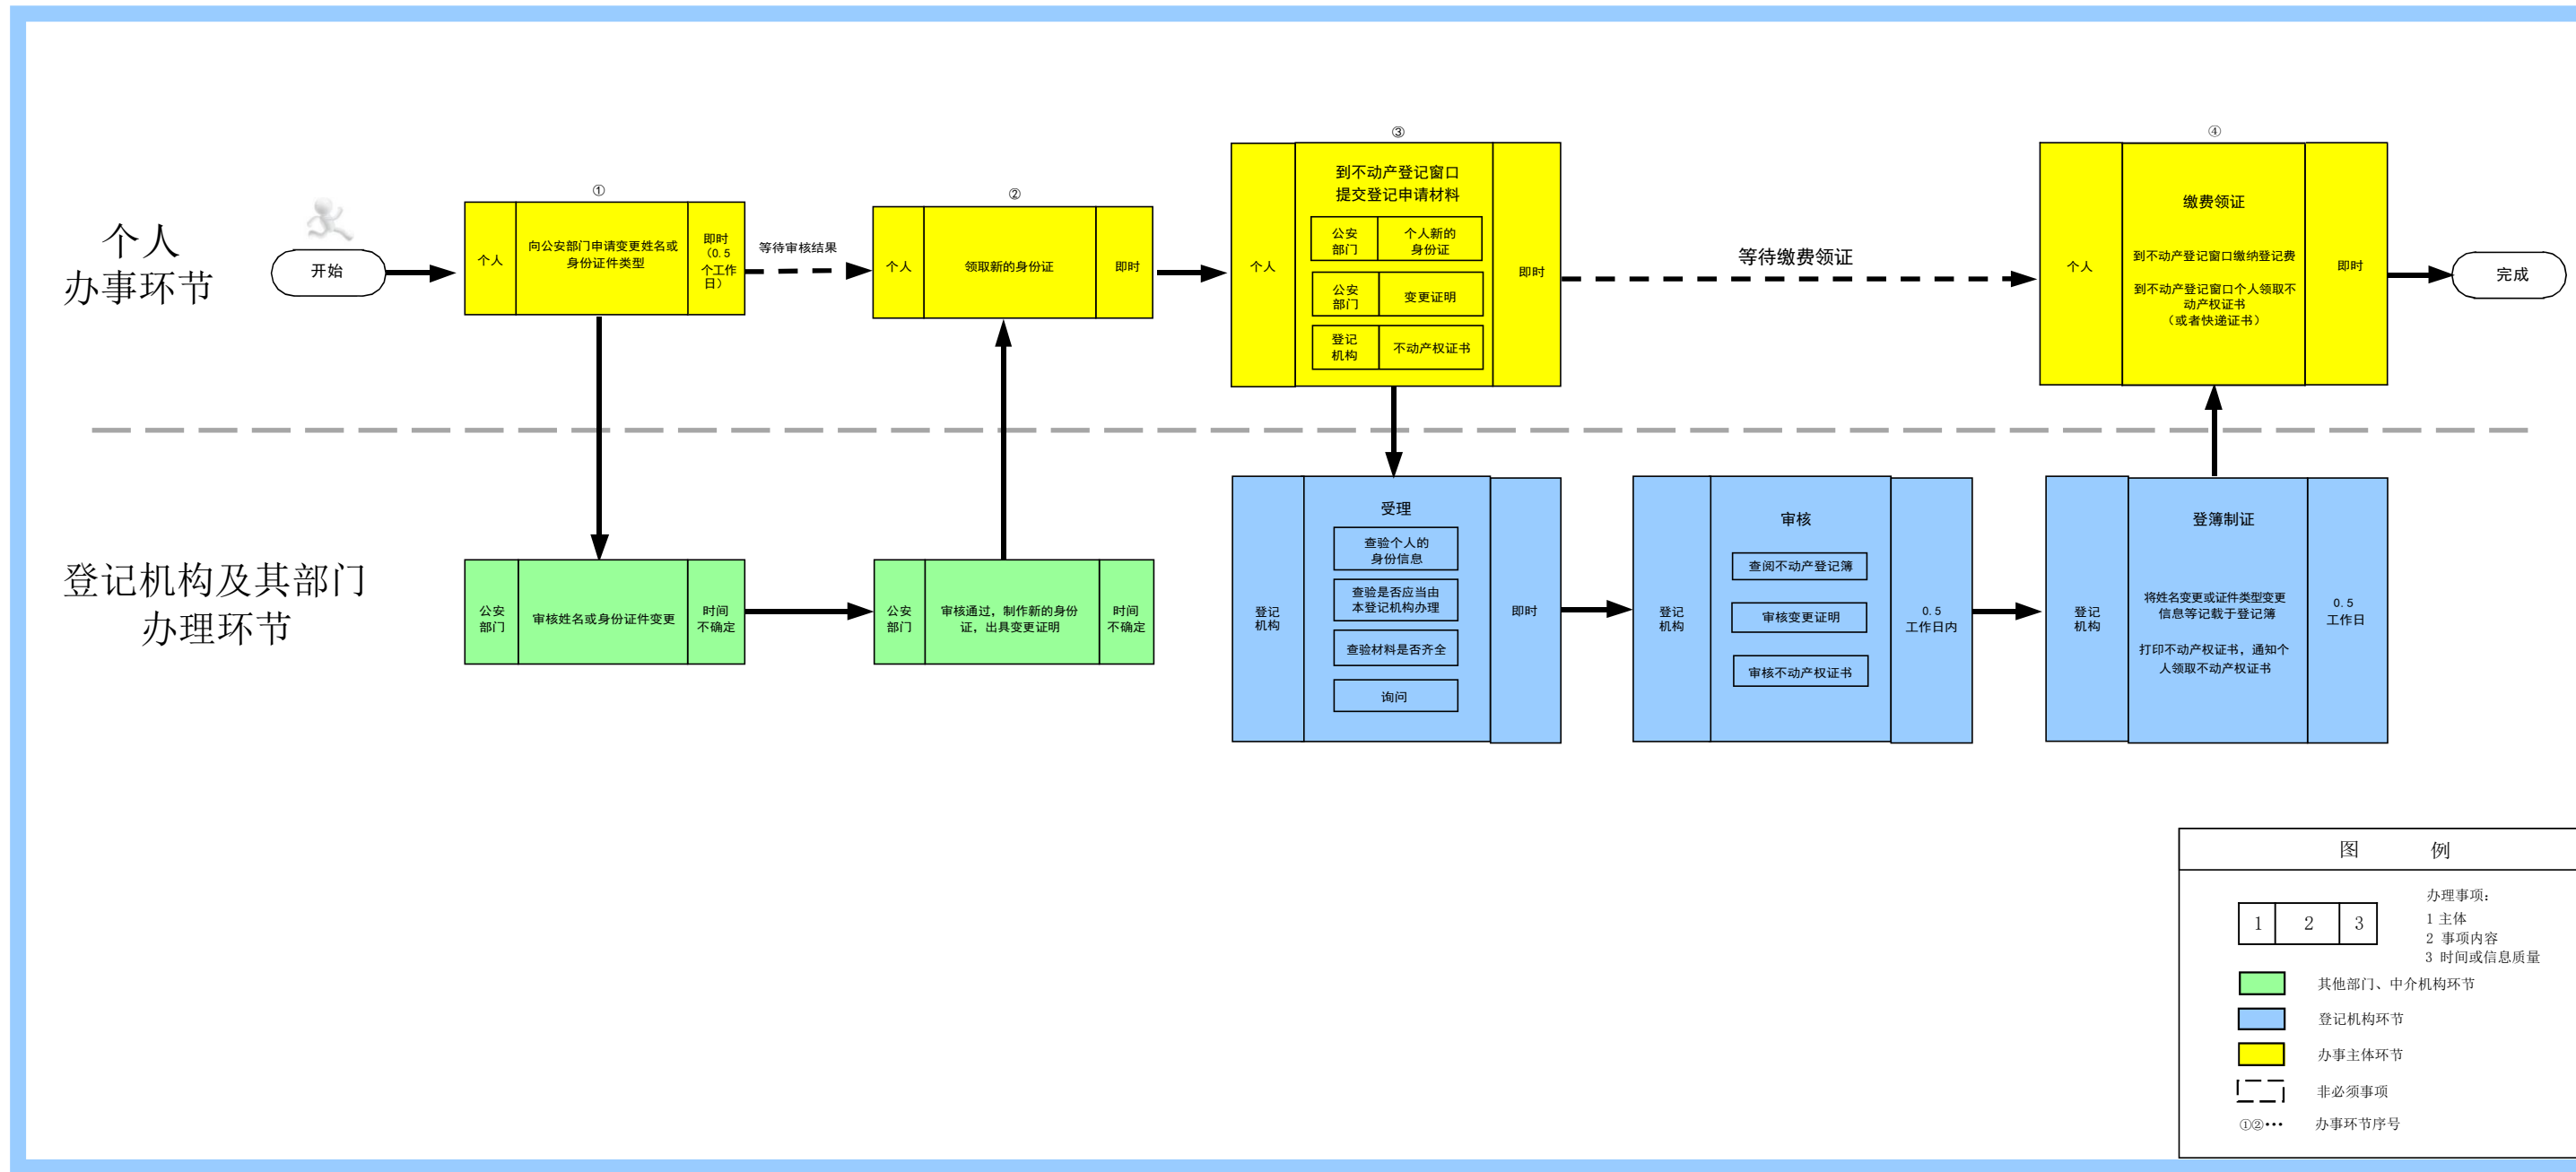 个人
办事环节
开始
①
个人
向公安部门申请变更姓名或
身份证件类型
即时
（0.5
个工作
日）
等待审核结果
②
个人
领取新的身份证
即时
③
个人
到不动产登记窗口
提交登记申请材料
公安
部门
个人新的
身份证
公安
部门
变更证明
登记
机构
不动产权证书
即时
等待缴费领证
④
个人
缴费领证
到不动产登记窗口缴纳登记费
到不动产登记窗口个人领取不
动产权证书
（或者快递证书）
即时
完成
登记机构及其部门
办理环节
公安
部门
审核姓名或身份证件变更
时间
不确定
公安
部门
审核通过，制作新的身份
证，出具变更证明
时间
不确定
登记
机构
受理
查验个人的
身份信息
查验是否应当由
本登记机构办理
查验材料是否齐全
询问
即时
登记
机构
审核
查阅不动产登记簿
审核变更证明
审核不动产权证书
0.5
工作日内
登记
机构
登簿制证
将姓名变更或证件类型变更
信息等记载于登记簿
打印不动产权证书，通知个
人领取不动产权证书
0.5
工作日
图 例
1 2 3
办理事项：
1 主体
2 事项内容
3 时间或信息质量
其他部门、中介机构环节
登记机构环节
办事主体环节
非必须事项
①②··· 办事环节序号